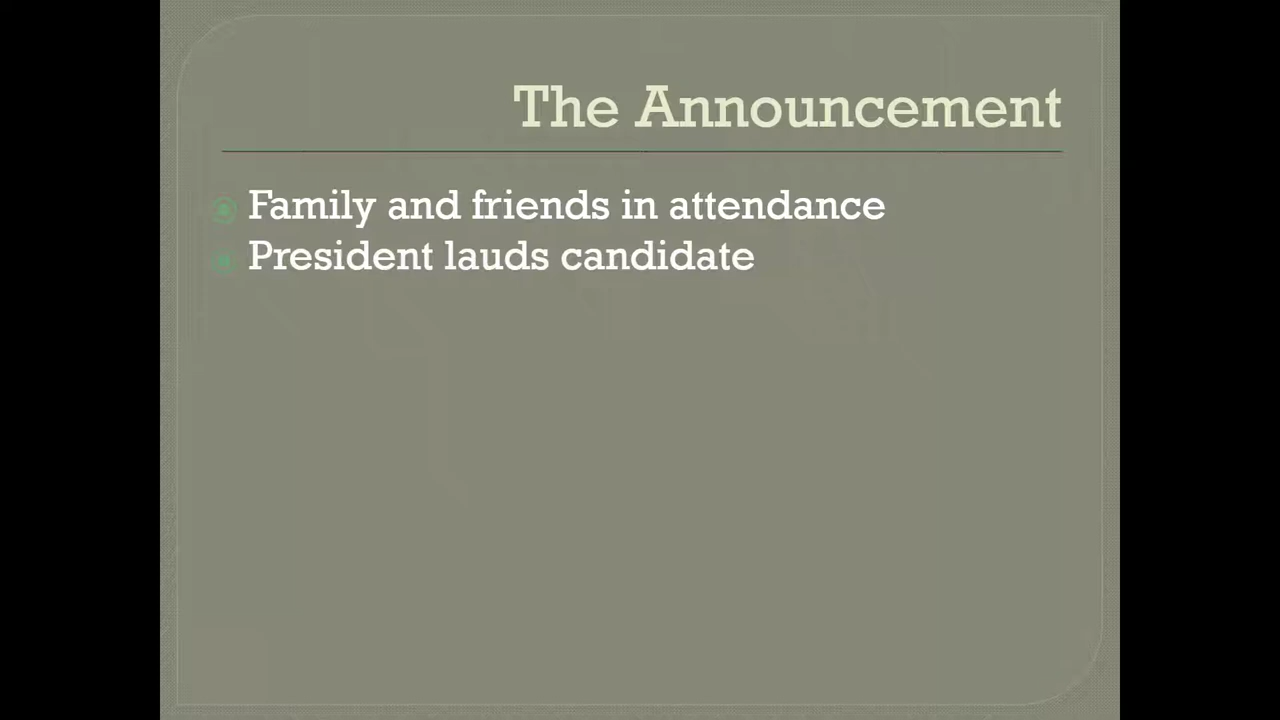 The Announcement
Family and friends in attendance
President lauds candidate